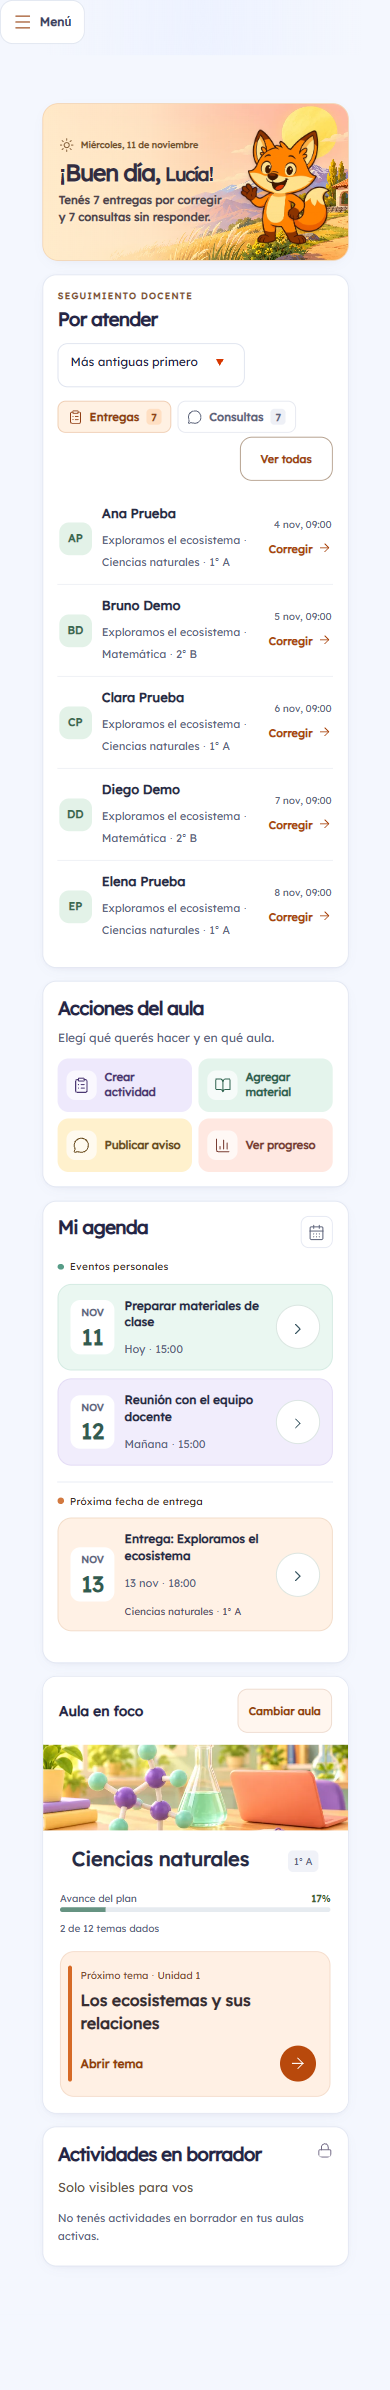 Menú
Miércoles, 11 de noviembre
¡Buen día, Lucía!
Tenés 7 entregas por corregir
y 7 consultas sin responder.
SEGUIMIENTO DOCENTE
Por atender
Más antiguas primero
Entregas 7
Consultas 7
Ver todas
AP
Ana Prueba
Exploramos el ecosistema ·
Ciencias naturales · 1° A
4 nov, 09:00
Corregir
BD
Bruno Demo
Exploramos el ecosistema ·
Matemática · 2° B
5 nov, 09:00
Corregir
CP
Clara Prueba
Exploramos el ecosistema ·
Ciencias naturales · 1° A
6 nov, 09:00
Corregir
DD
Diego Demo
Exploramos el ecosistema ·
Matemática · 2° B
7 nov, 09:00
Corregir
EP
Elena Prueba
Exploramos el ecosistema ·
Ciencias naturales · 1° A
8 nov, 09:00
Corregir
Acciones del aula
Elegí qué querés hacer y en qué aula.
Crear
actividad
Agregar
material
Publicar aviso
Ver progreso
Mi agenda
Eventos personales
NOV
11
Preparar materiales de
clase
Hoy · 15:00
NOV
12
Reunión con el equipo
docente
Mañana · 15:00
Próxima fecha de entrega
NOV
13
Entrega: Exploramos el
ecosistema
13 nov · 18:00
Ciencias naturales · 1° A
Aula en foco
Cambiar aula
Ciencias naturales
1° A
Avance del plan
17%
2 de 12 temas dados
Próximo tema · Unidad 1
Los ecosistemas y sus
relaciones
Abrir tema
Actividades en borrador
Solo visibles para vos
No tenés actividades en borrador en tus aulas
activas.